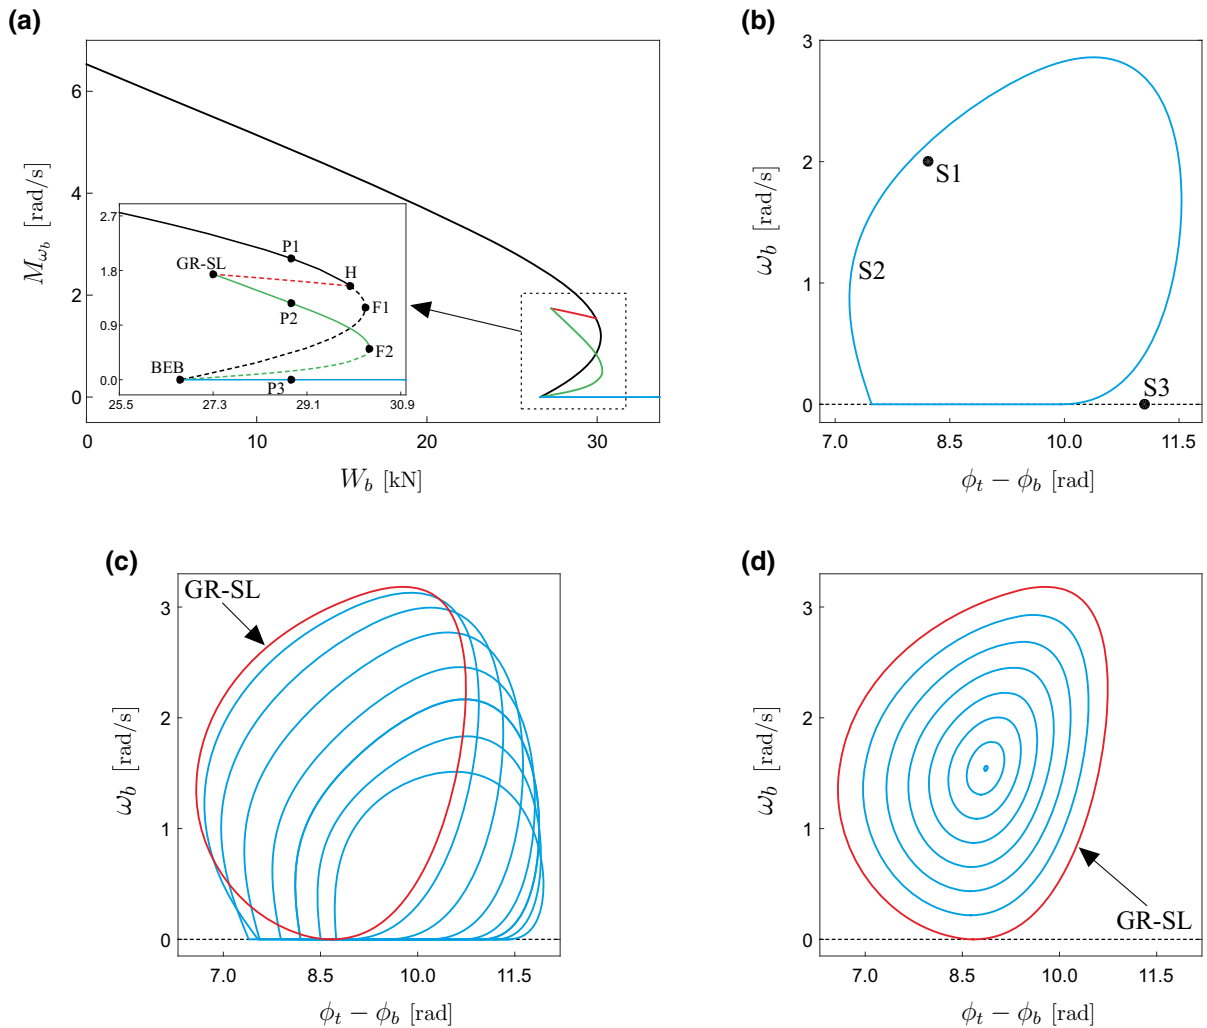 (a)
6
4
2
0
M_{ω_b} [rad/s]
2.7
1.8
0.9
0.0
25.5 27.3 29.1 30.9
GR-SL
P1
H
F1
P2
F2
BEB
P3
0 10 20 30
W_b [kN]
(b)
3
2
1
0
ω_b [rad/s]
S1
S2
S3
7.0 8.5 10.0 11.5
ϕ_t − ϕ_b [rad]
(c)
GR-SL
3
2
1
0
ω_b [rad/s]
7.0 8.5 10.0 11.5
ϕ_t − ϕ_b [rad]
(d)
3
2
1
0
ω_b [rad/s]
GR-SL
7.0 8.5 10.0 11.5
ϕ_t − ϕ_b [rad]